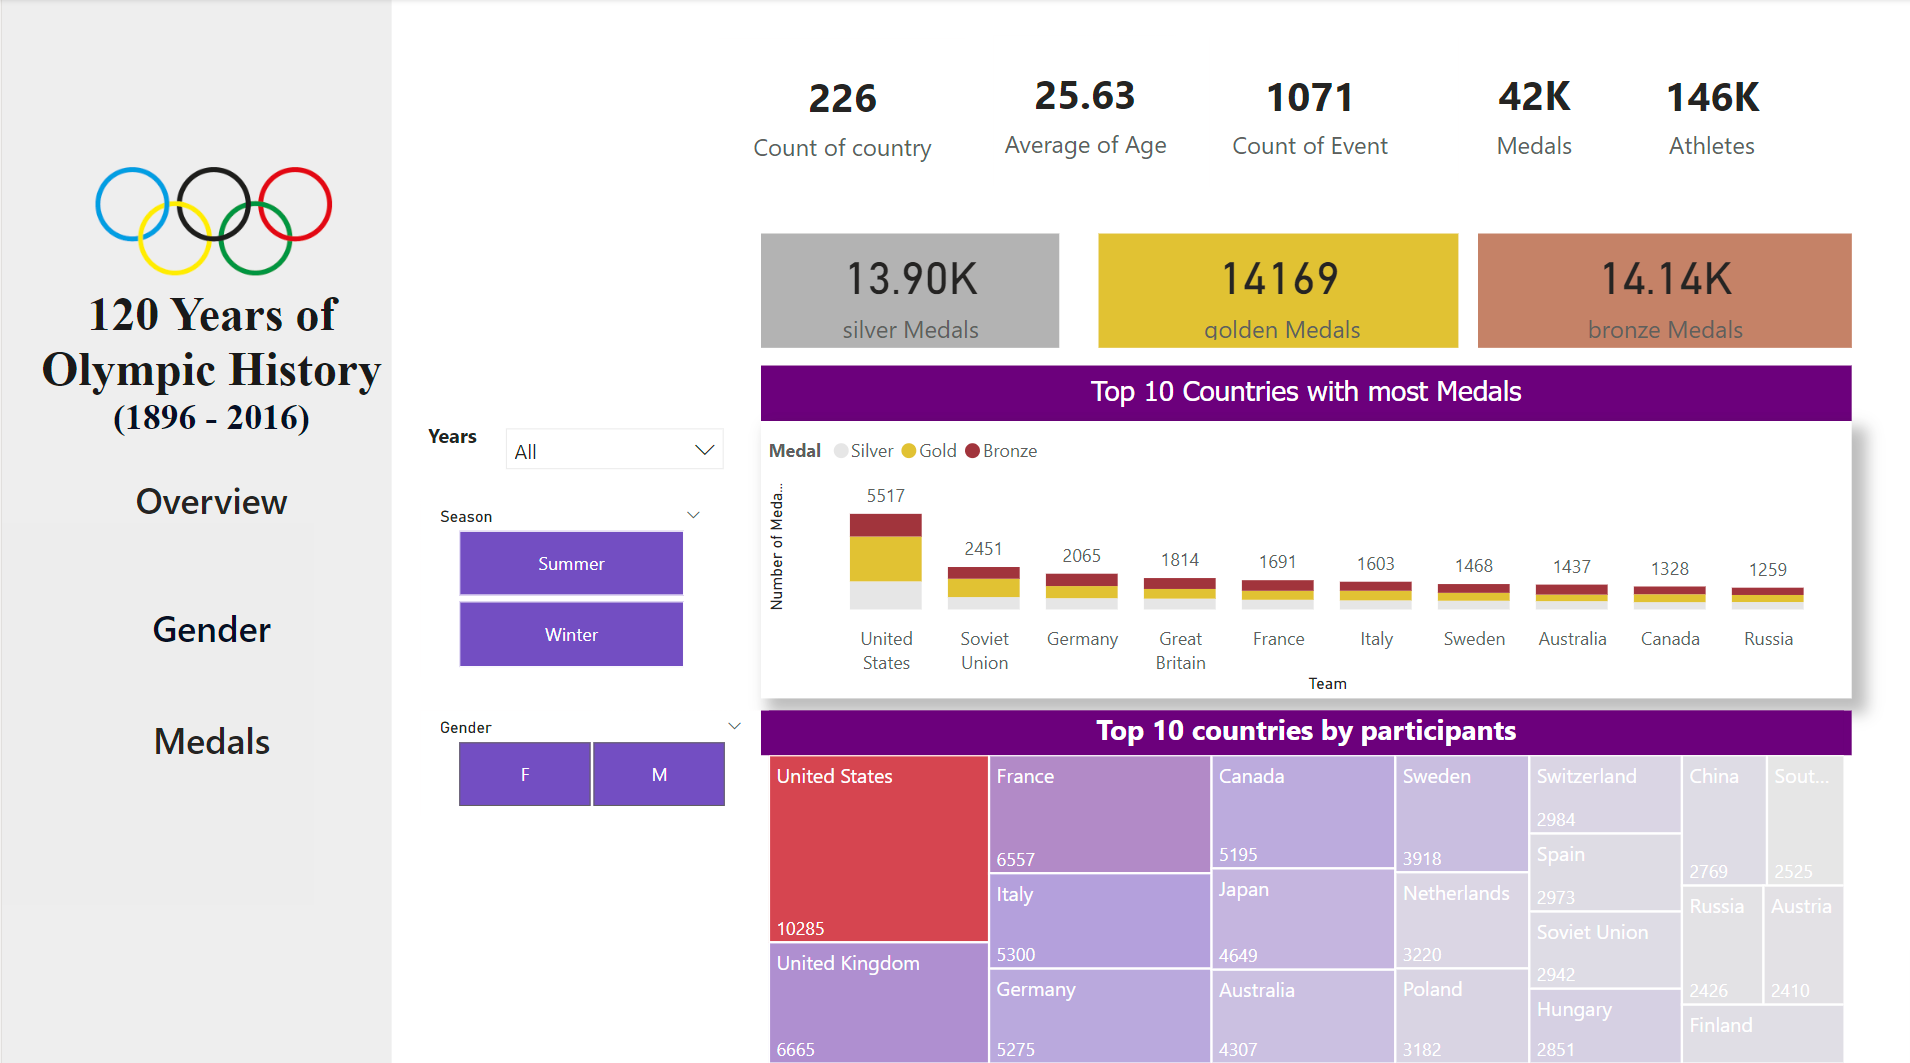 120 Years of
Olympic History
(1896 - 2016)
Overview
Gender
Medals
Years
All
Season
Summer
Winter
Gender
F
M
226
Count of country
25.63
Average of Age
1071
Count of Event
42K
Medals
146K
Athletes
13.90K
silver Medals
14169
golden Medals
14.14K
bronze Medals
Top 10 Countries with most Medals
Medal Silver Gold Bronze
Number of Meda...
5517
2451
2065
1814
1691
1603
1468
1437
1328
1259
United
States
Soviet
Union
Germany
Great
Britain
France
Italy
Sweden
Australia
Canada
Russia
Team
Top 10 countries by participants
United States
10285
United Kingdom
6665
France
6557
Italy
5300
Germany
5275
Canada
5195
Japan
4649
Australia
4307
Sweden
3918
Netherlands
3220
Poland
3182
Switzerland
2984
Spain
2973
Soviet Union
2942
Hungary
2851
China
2769
Sout...
2525
Russia
2426
Austria
2410
Finland